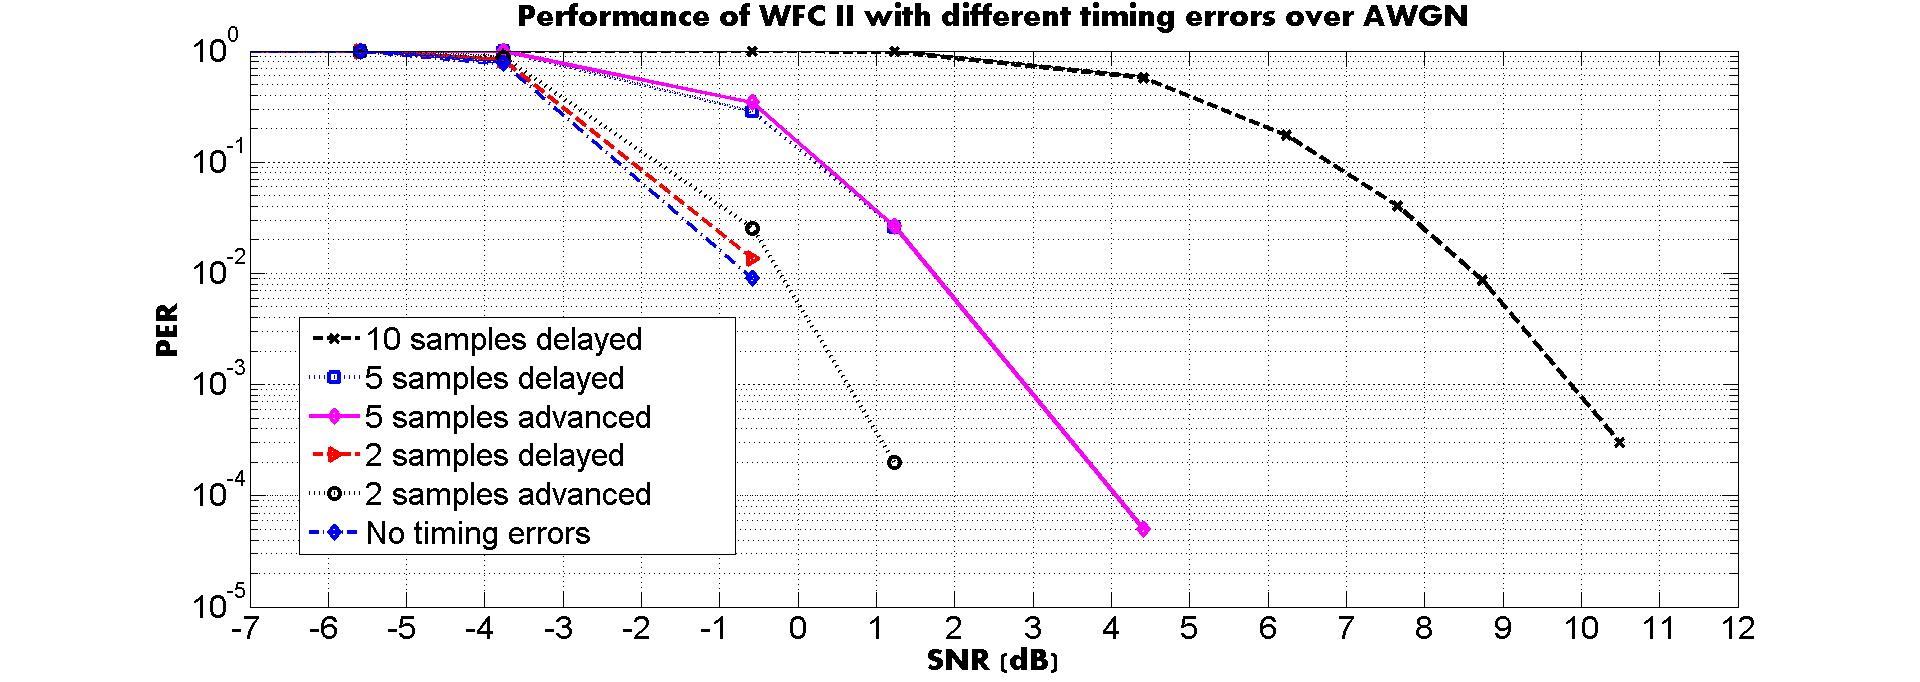 Performance of WFC II with different timing errors over AWGN
10^0
10^-1
10^-2
10^-3
10^-4
10^-5
PER
10 samples delayed
5 samples delayed
5 samples advanced
2 samples delayed
2 samples advanced
No timing errors
-7 -6 -5 -4 -3 -2 -1 0 1 2 3 4 5 6 7 8 9 10 11 12
SNR (dB)